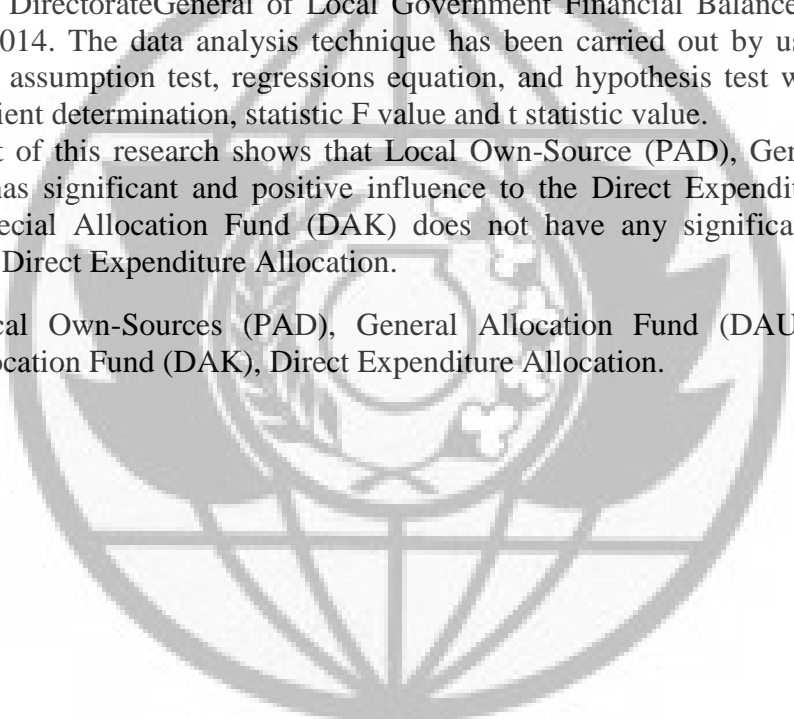 DirectorateGeneral of Local Government Financial Balance
014. The data analysis technique has been carried out by us
assumption test, regressions equation, and hypothesis test w
ient determination, statistic F value and t statistic value.
t of this research shows that Local Own-Source (PAD), Gen
has significant and positive influence to the Direct Expendit
ecial Allocation Fund (DAK) does not have any significa
Direct Expenditure Allocation.
cal Own-Sources (PAD), General Allocation Fund (DAU
ocation Fund (DAK), Direct Expenditure Allocation.